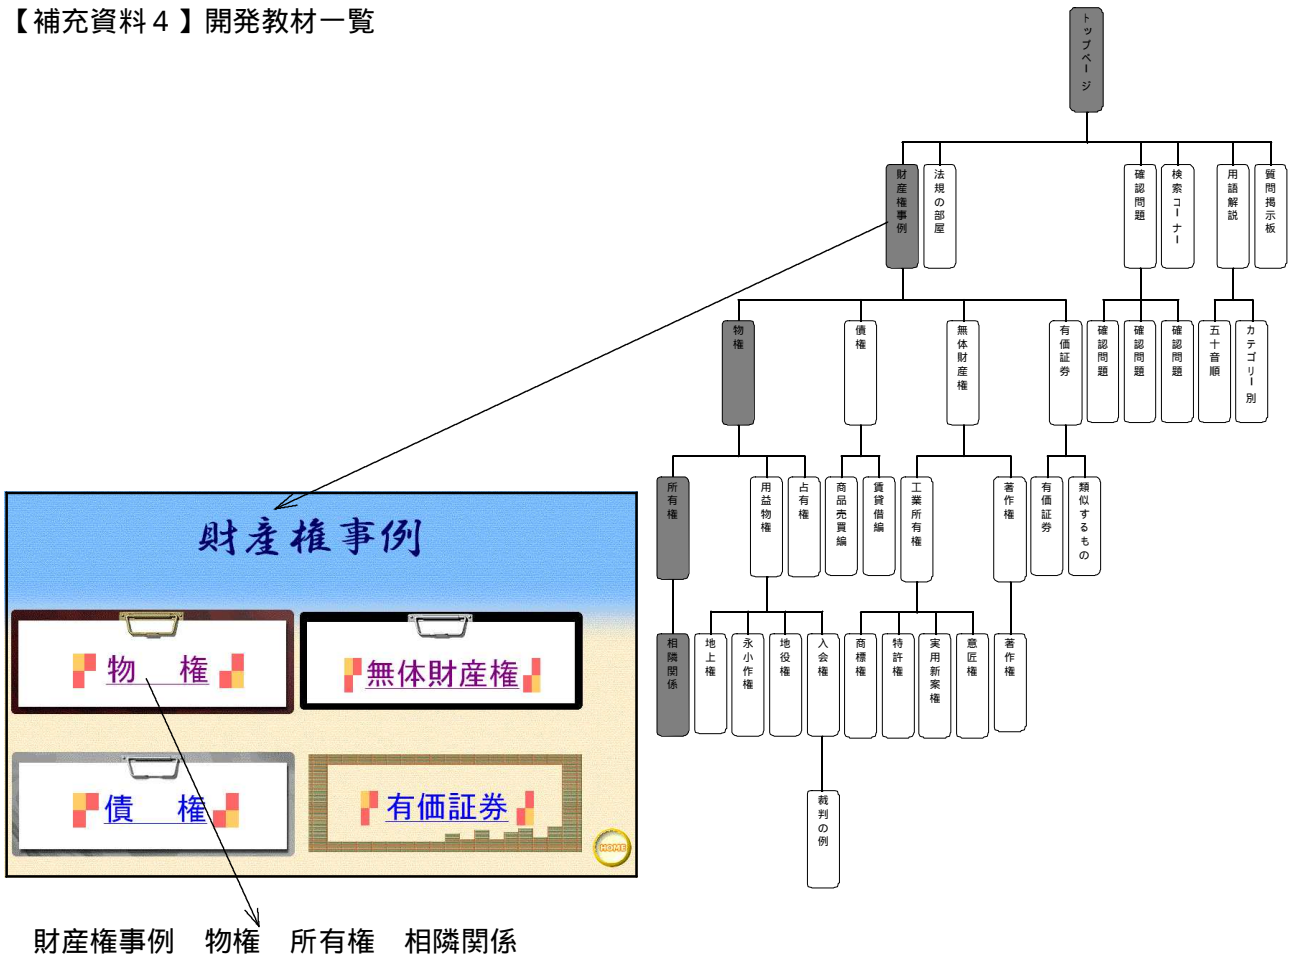 【補充資料４】開発教材一覧
トップページ
財産権事例
法規の部屋
確認問題
検索コーナー
用語解説
質問掲示板
物権
債権
無体財産権
有価証券
確認問題
確認問題
確認問題
五十音順
カテゴリー別
所有権
用益物権
占有権
商品売買編
賃貸借編
工業所有権
著作権
有価証券
類似するもの
相隣関係
地上権
永小作権
地役権
入会権
商標権
特許権
実用新案権
意匠権
著作権
裁判の例
財産権事例
物　権
無体財産権
債　権
有価証券
HOME
財産権事例　物権　所有権　相隣関係